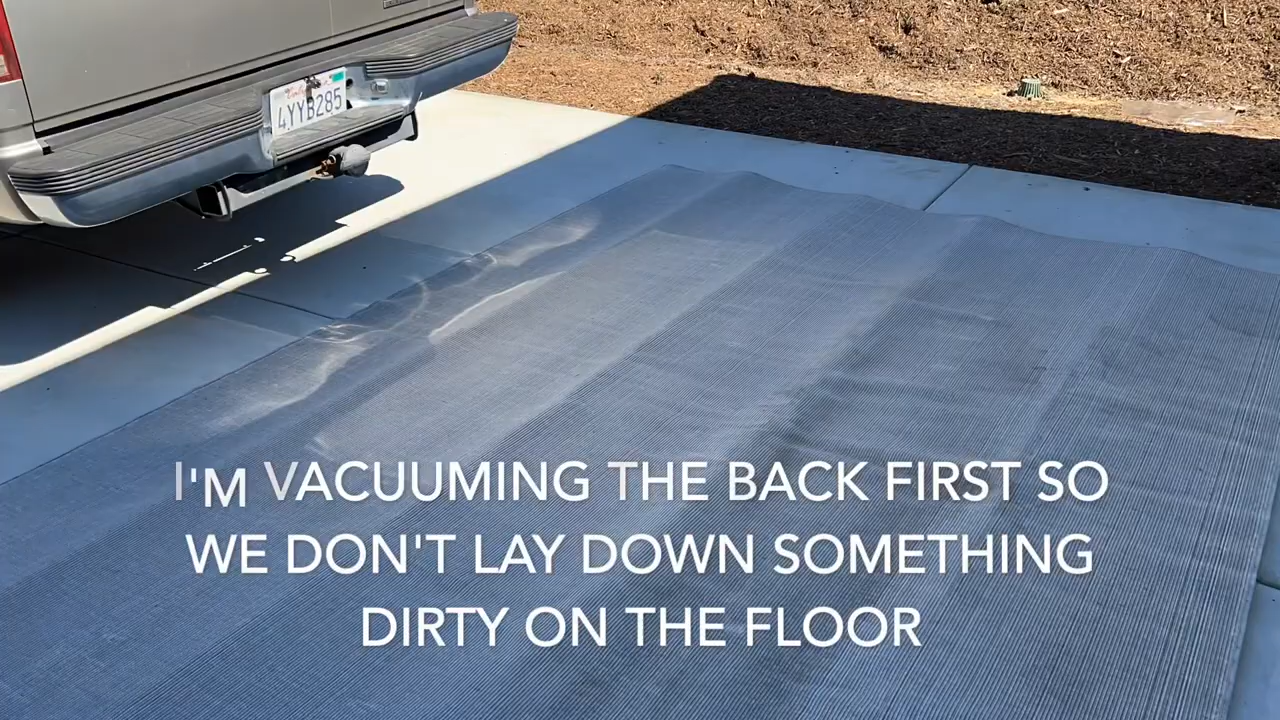 4YYB285
I'M VACUUMING THE BACK FIRST SO
WE DON'T LAY DOWN SOMETHING
DIRTY ON THE FLOOR